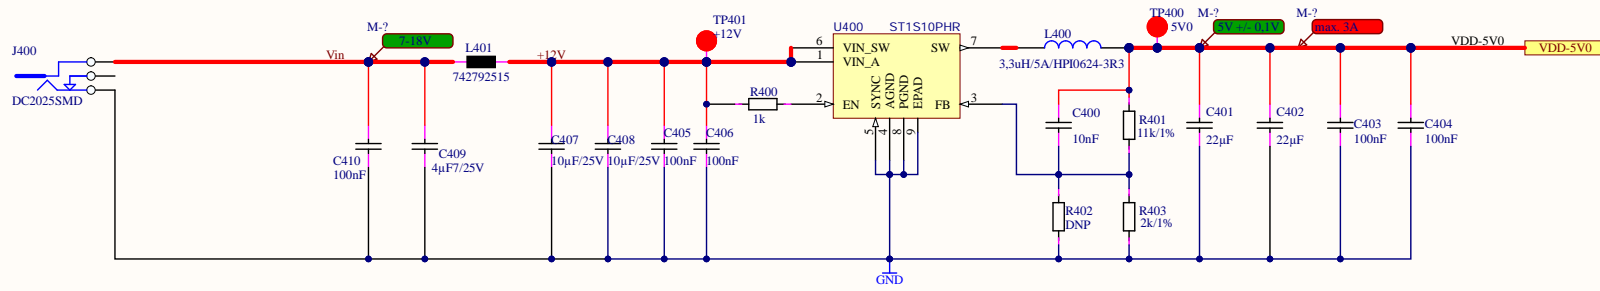 J400
DC2025SMD
Vin
M-?
7-18V
C410
100nF
C409
4µF7/25V
L401
742792515
+12V
C407
10µF/25V
C408
10µF/25V
C405
100nF
C406
100nF
TP401
+12V
R400
1k
U400 ST1S10PHR
6 VIN_SW SW 7
1 VIN_A
2 EN FB 3
SYNC AGND PGND EPAD
5 4 8 9
GND
L400
3,3uH/5A/HPI0624-3R3
C400
10nF
R401
11k/1%
R402
DNP
R403
2k/1%
TP400
5V0
M-?
5V +/- 0,1V
M-?
max. 3A
C401
22µF
C402
22µF
C403
100nF
C404
100nF
VDD-5V0
VDD-5V0